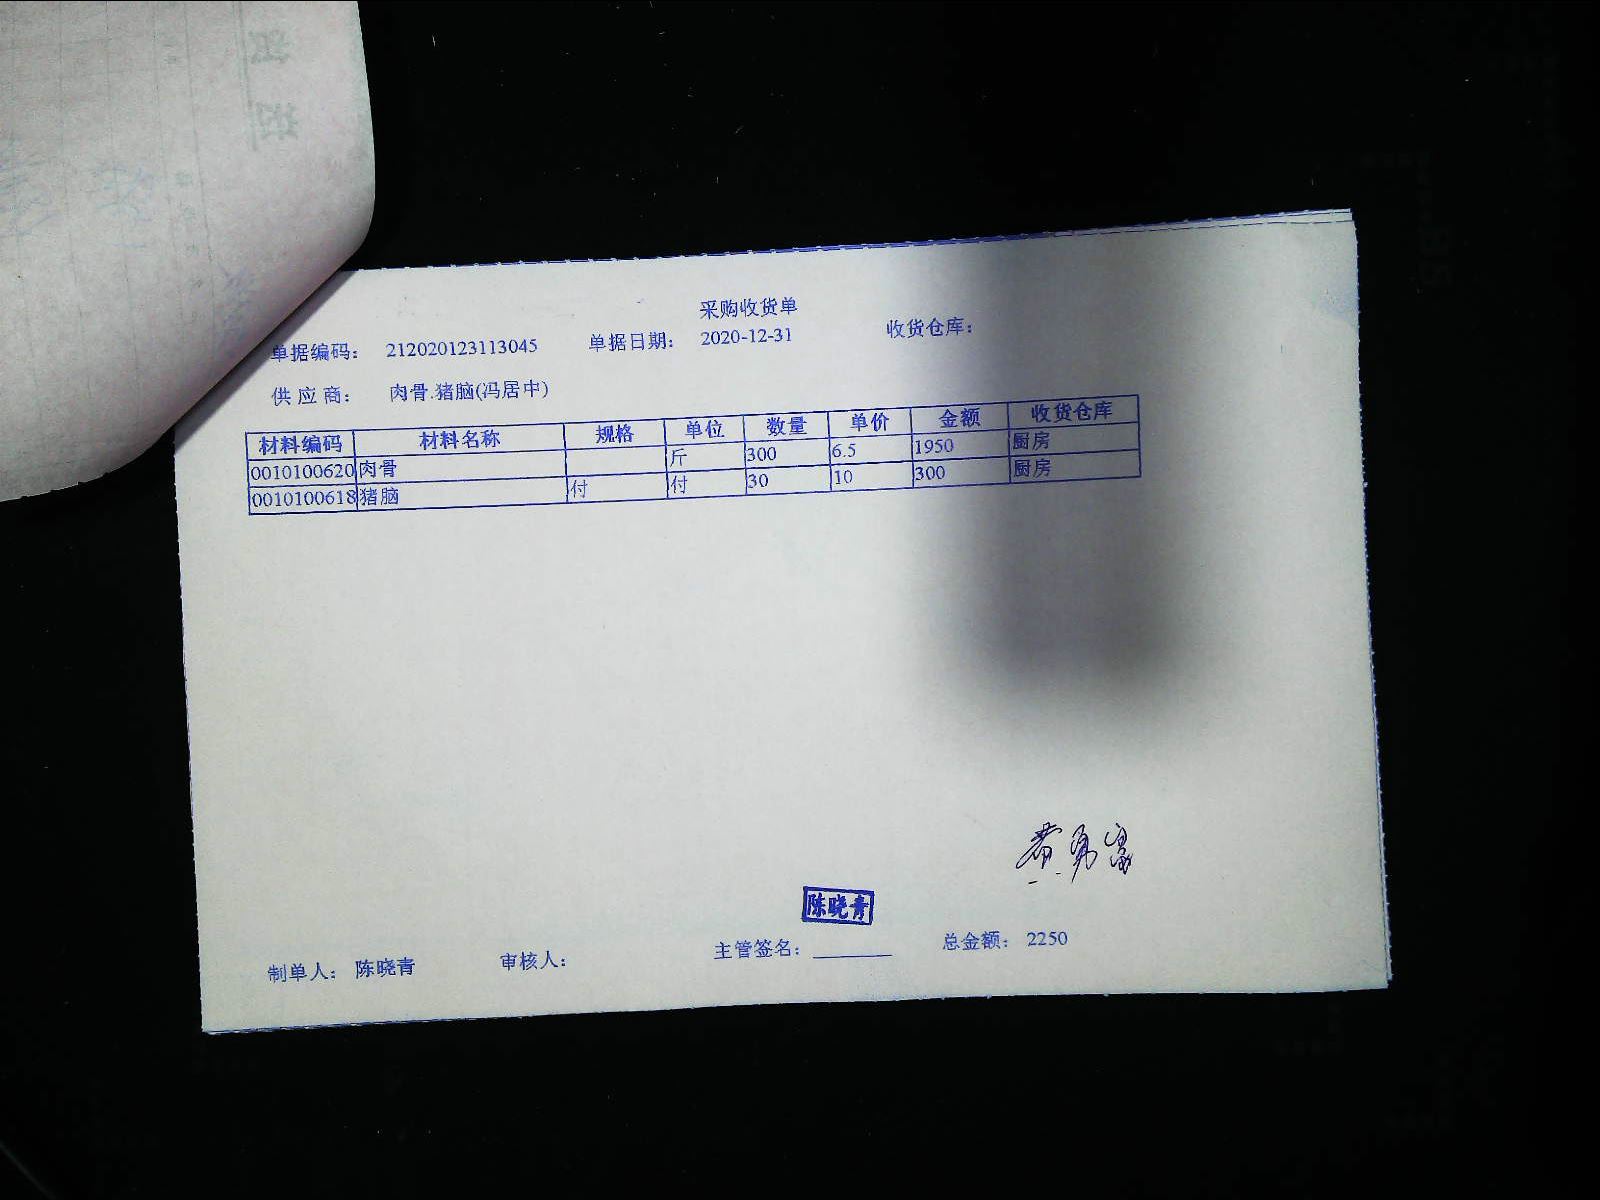 采购收货单
单据编码： 212020123113045 单据日期： 2020-12-31 收货仓库：
供 应 商： 肉骨.猪脑(冯居中)
材料编码 材料名称 规格 单位 数量 单价 金额 收货仓库
0010100620 肉骨 斤 300 6.5 1950 厨房
0010100618 猪脑 付 付 30 10 300 厨房
陈晓青
制单人： 陈晓青 审核人： 主管签名： 总金额： 2250